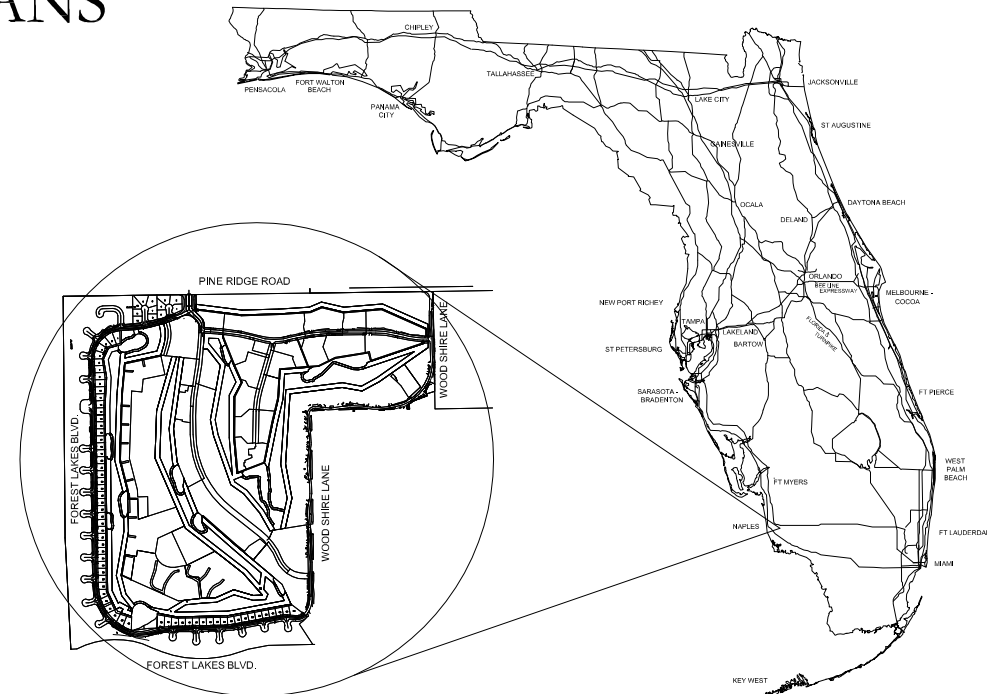 ANS
CHIPLEY
TALLAHASSEE
PENSACOLA
FORT WALTON
BEACH
PANAMA
CITY
JACKSONVILLE
LAKE CITY
ST AUGUSTINE
GAINESVILLE
OCALA
DAYTONA BEACH
DELAND
ORLANDO
BEE LINE
EXPRESSWAY
MELBOURNE -
COCOA
NEW PORT RICHEY
TAMPA
LAKELAND
BARTOW
FLORIDA'S
TURNPIKE
ST PETERSBURG
SARASOTA -
BRADENTON
FT PIERCE
WEST
PALM
BEACH
FT MYERS
NAPLES
FT LAUDERDAL
MIAMI
KEY WEST
PINE RIDGE ROAD
WOOD SHIRE LANE
FOREST LAKES BLVD.
WOOD SHIRE LANE
FOREST LAKES BLVD.